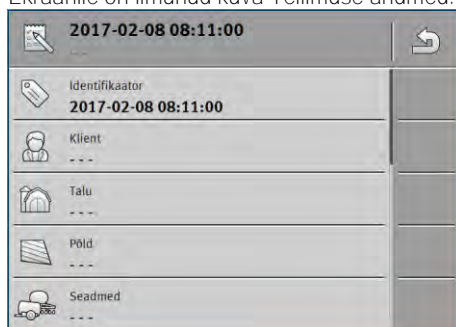 Ekraanile on ilmunud kuva Tellimuse andmed.
2017-02-08 08:11:00
---
Identifikaator
2017-02-08 08:11:00
Klient
---
Talu
---
Põld
---
Seadmed
---